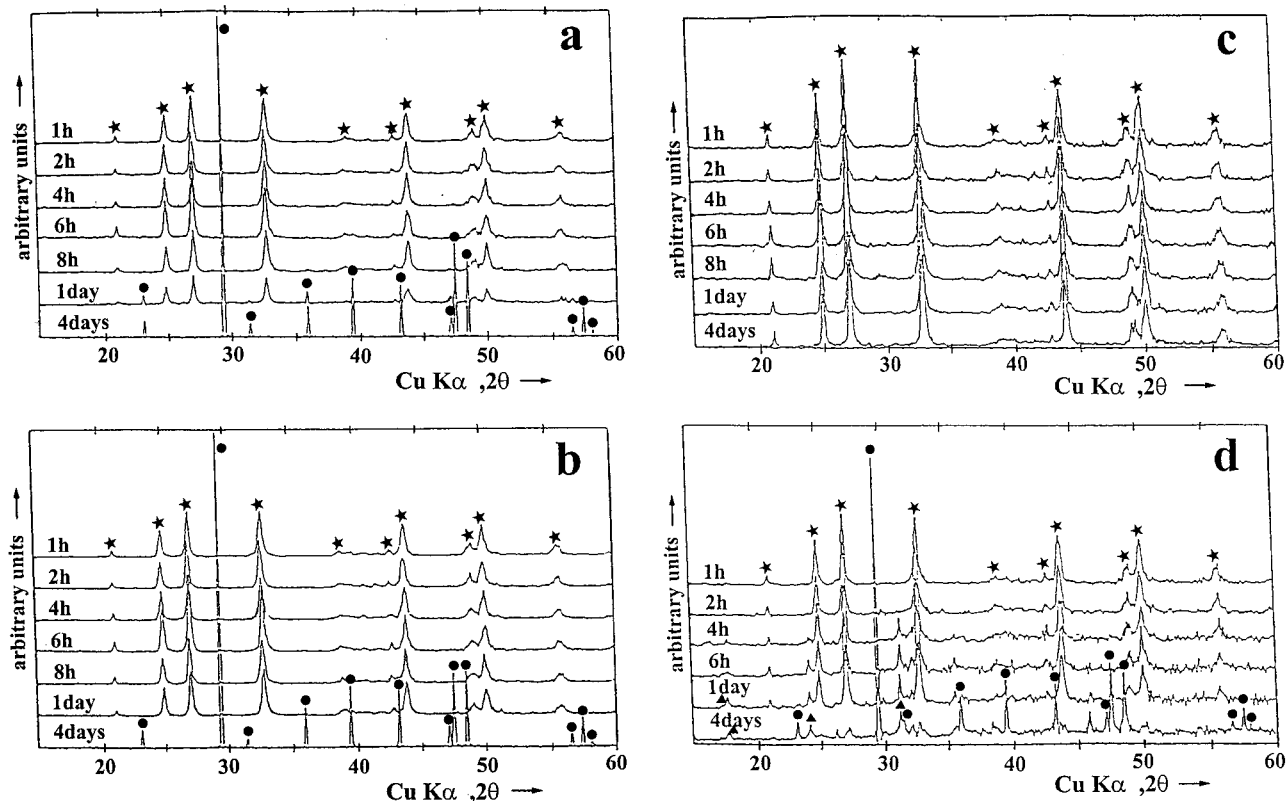 a
arbitrary units
1h
2h
4h
6h
8h
1day
4days
20 30 40 50 60
Cu Kα ,2θ
c
arbitrary units
1h
2h
4h
6h
8h
1day
4days
20 30 40 50 60
Cu Kα ,2θ
b
arbitrary units
1h
2h
4h
6h
8h
1day
4days
20 30 40 50 60
Cu Kα ,2θ
d
arbitrary units
1h
2h
4h
6h
1day
4days
20 30 40 50 60
Cu Kα ,2θ